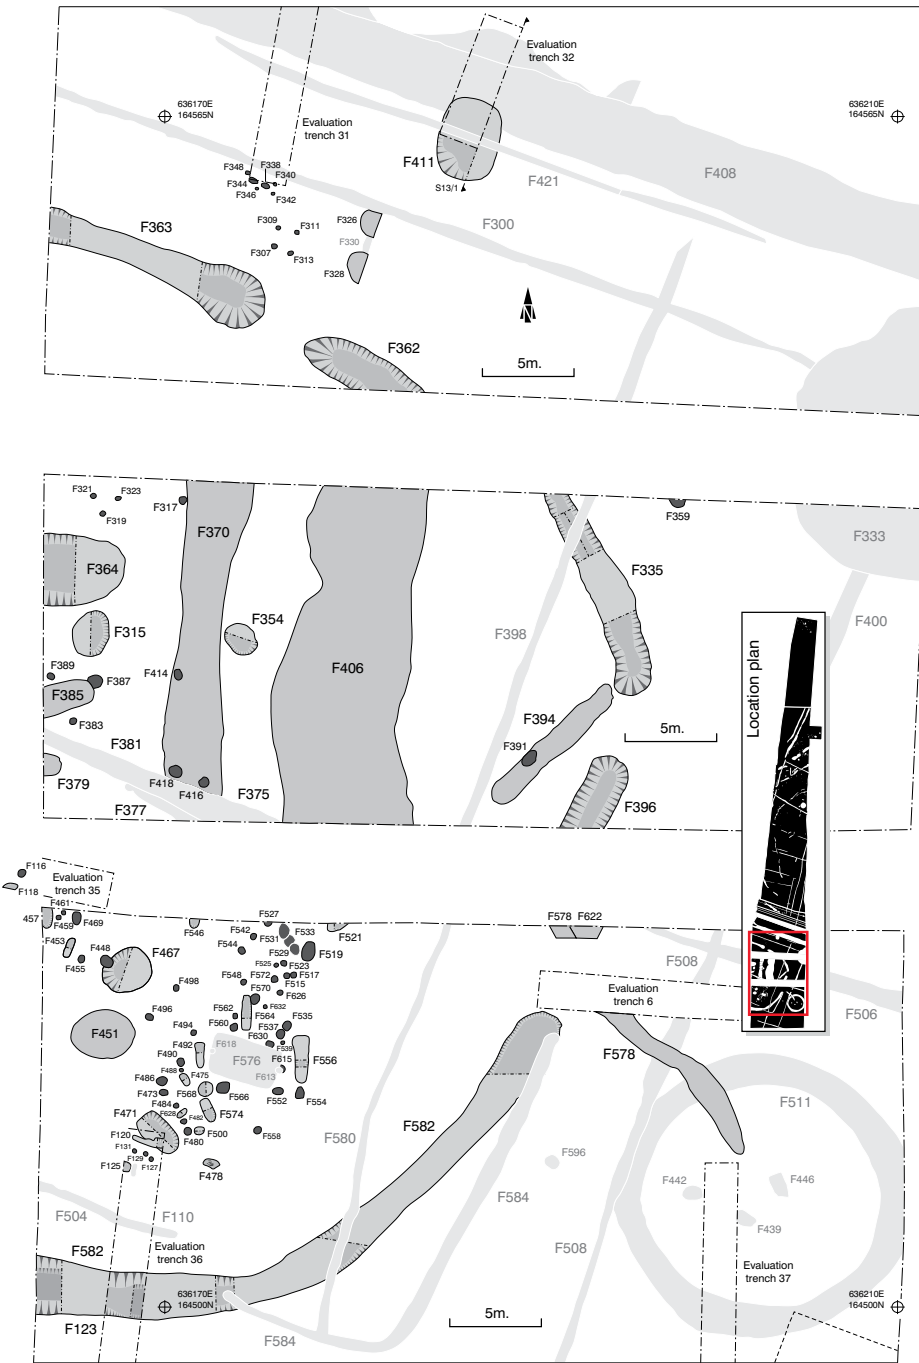 Evaluation
trench 32
636170E
164565N
636210E
164565N
Evaluation
trench 31
F411
F408
F348
F338
F340
F344
F346
F342
S13/1
F421
F363
F309
F311
F326
F300
F330
F307
F313
F328
N
F362
5m.
F321
F323
F317
F319
F359
F370
F333
F364
F335
F315
F354
F398
F400
F389
F387
F414
F406
Location plan
F385
F394
F383
F391
5m.
F381
F418
F416
F379
F375
F377
F396
F116
Evaluation
trench 35
F118
F461
457
F459
F469
F546
F527
F542
F531
F533
F521
F578
F622
F453
F448
F467
F544
F529
F519
F455
F525
F523
F508
F548
F572
F517
F515
F498
F570
F626
Evaluation
trench 6
F562
F632
F564
F496
F560
F535
F506
F451
F494
F537
F630
F492
F618
F539
F578
F490
F576
F615
F556
F488
F613
F486
F475
F511
F473
F568
F566
F552
F554
F484
F471
F628
F482
F574
F582
F120
F480
F500
F558
F580
F131
F129
F127
F596
F125
F478
F442
F446
F584
F504
F110
F439
F582
Evaluation
trench 36
F508
Evaluation
trench 37
636170E
164500N
636210E
164500N
F123
5m.
F584